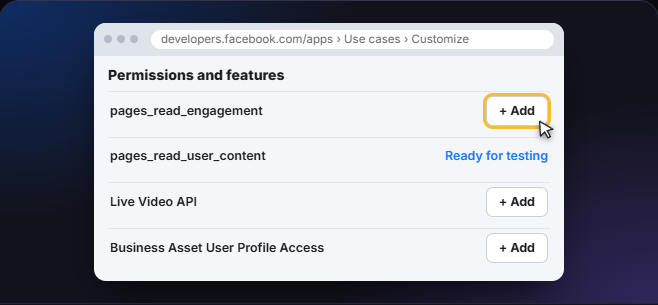 developers.facebook.com/apps › Use cases › Customize
Permissions and features
pages_read_engagement + Add
pages_read_user_content Ready for testing
Live Video API + Add
Business Asset User Profile Access + Add